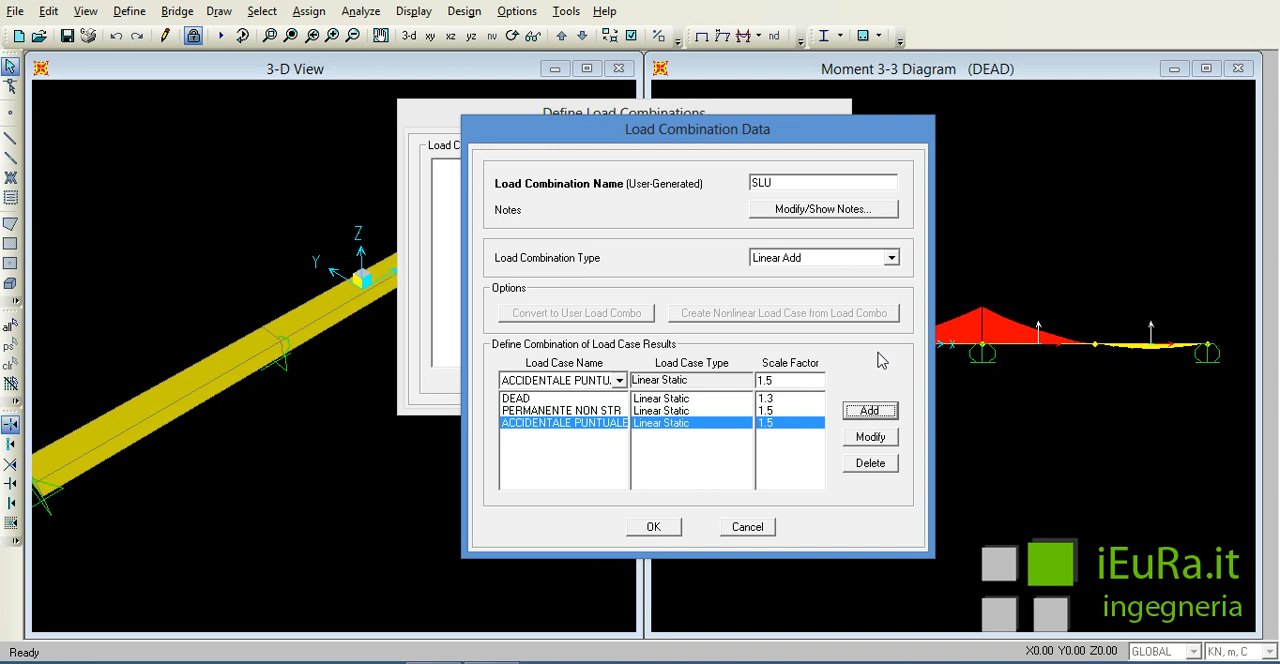 File Edit View Define Bridge Draw Select Assign Analyze Display Design Options Tools Help
3-d xy xz yz nv nd
3-D View
Moment 3-3 Diagram (DEAD)
Define Load Combinations
Load Combination Data
Load C
Load Combination Name (User-Generated) SLU
Notes Modify/Show Notes...
Load Combination Type Linear Add
Options
Convert to User Load Combo Create Nonlinear Load Case from Load Combo
Define Combination of Load Case Results
Load Case Name Load Case Type Scale Factor
ACCIDENTALE PUNTU. Linear Static 1.5
DEAD Linear Static 1.3
PERMANENTE NON STR Linear Static 1.5
ACCIDENTALE PUNTUALE Linear Static 1.5
Add
Modify
Delete
OK Cancel
Z
Y
X
all
ps
clr
iEuRa.it
ingegneria
Ready X0.00 Y0.00 Z0.00 GLOBAL KN, m, C